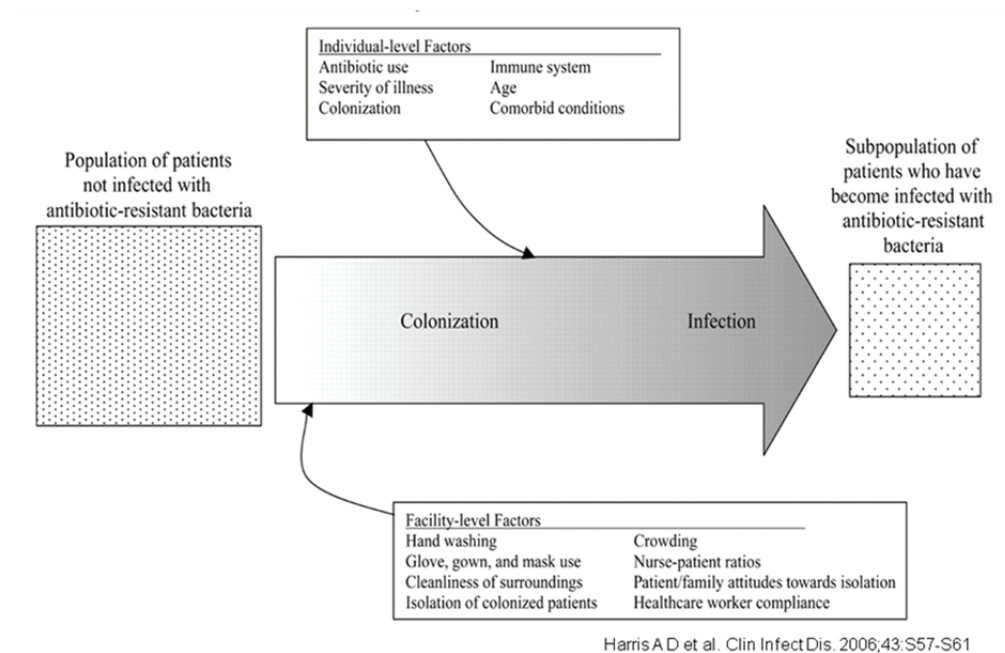 Individual-level Factors
Antibiotic use Immune system
Severity of illness Age
Colonization Comorbid conditions
Population of patients
not infected with
antibiotic-resistant bacteria
Subpopulation of
patients who have
become infected with
antibiotic-resistant
bacteria
Colonization Infection
Facility-level Factors
Hand washing Crowding
Glove, gown, and mask use Nurse-patient ratios
Cleanliness of surroundings Patient/family attitudes towards isolation
Isolation of colonized patients Healthcare worker compliance
Harris A D et al. Clin Infect Dis. 2006;43:S57-S61